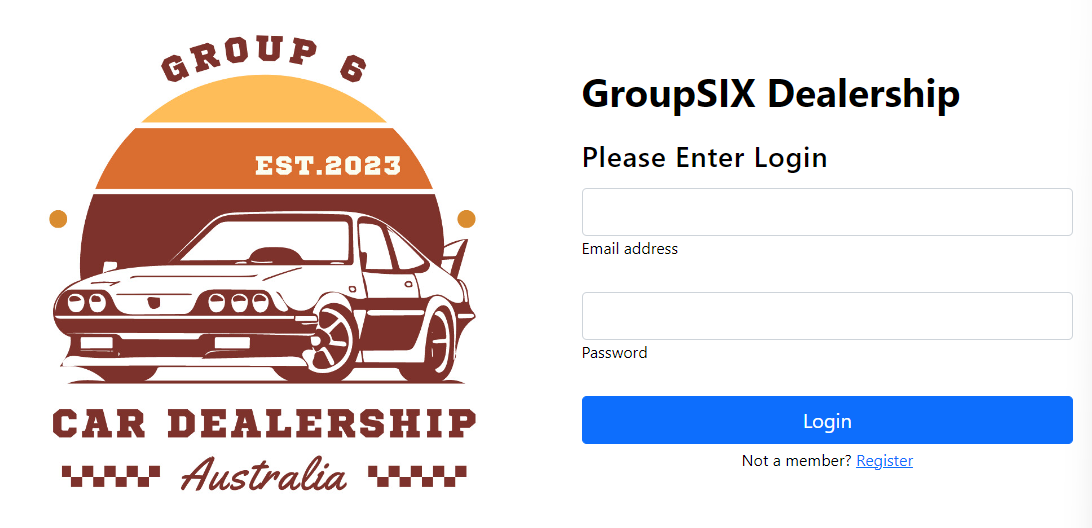 GROUP 6
EST.2023
CAR DEALERSHIP
Australia
GroupSIX Dealership
Please Enter Login
Email address
Password
Login
Not a member? Register